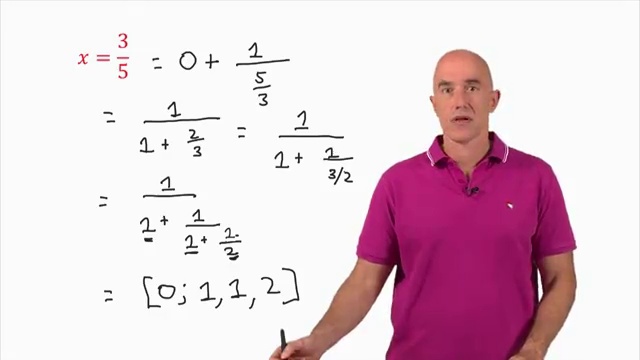 x = 3/5 = 0 + 1/(5/3)
= 1/(1 + 2/3) = 1/(1 + 1/(3/2))
= 1/(1 + 1/(1 + 1/2))
= [0; 1, 1, 2]